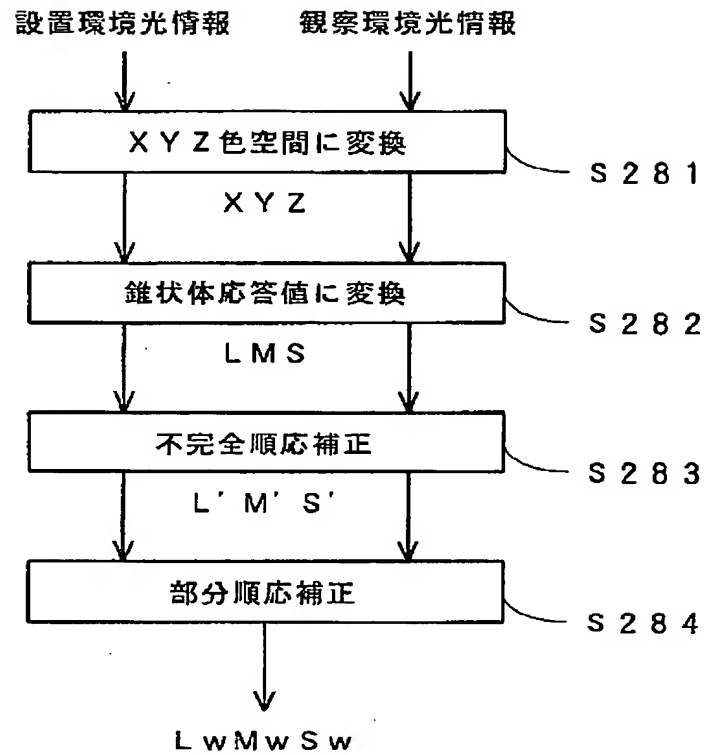 設置環境光情報 観察環境光情報
XYZ色空間に変換
S281
XYZ
錐状体応答値に変換
S282
LMS
不完全順応補正
S283
L'M'S'
部分順応補正
S284
LwMwSw